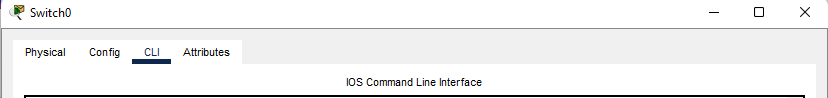 Switch0
Physical Config CLI Attributes
IOS Command Line Interface